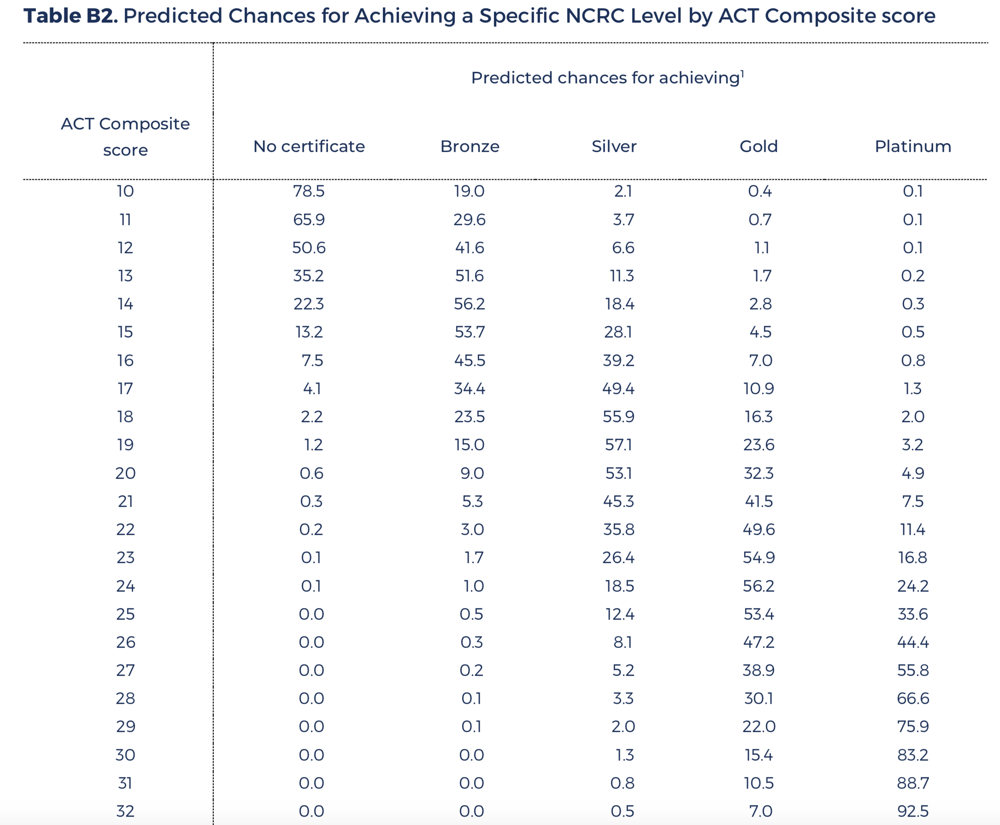 Table B2. Predicted Chances for Achieving a Specific NCRC Level by ACT Composite score
Predicted chances for achieving¹
ACT Composite
score
No certificate Bronze Silver Gold Platinum
10 78.5 19.0 2.1 0.4 0.1
11 65.9 29.6 3.7 0.7 0.1
12 50.6 41.6 6.6 1.1 0.1
13 35.2 51.6 11.3 1.7 0.2
14 22.3 56.2 18.4 2.8 0.3
15 13.2 53.7 28.1 4.5 0.5
16 7.5 45.5 39.2 7.0 0.8
17 4.1 34.4 49.4 10.9 1.3
18 2.2 23.5 55.9 16.3 2.0
19 1.2 15.0 57.1 23.6 3.2
20 0.6 9.0 53.1 32.3 4.9
21 0.3 5.3 45.3 41.5 7.5
22 0.2 3.0 35.8 49.6 11.4
23 0.1 1.7 26.4 54.9 16.8
24 0.1 1.0 18.5 56.2 24.2
25 0.0 0.5 12.4 53.4 33.6
26 0.0 0.3 8.1 47.2 44.4
27 0.0 0.2 5.2 38.9 55.8
28 0.0 0.1 3.3 30.1 66.6
29 0.0 0.1 2.0 22.0 75.9
30 0.0 0.0 1.3 15.4 83.2
31 0.0 0.0 0.8 10.5 88.7
32 0.0 0.0 0.5 7.0 92.5